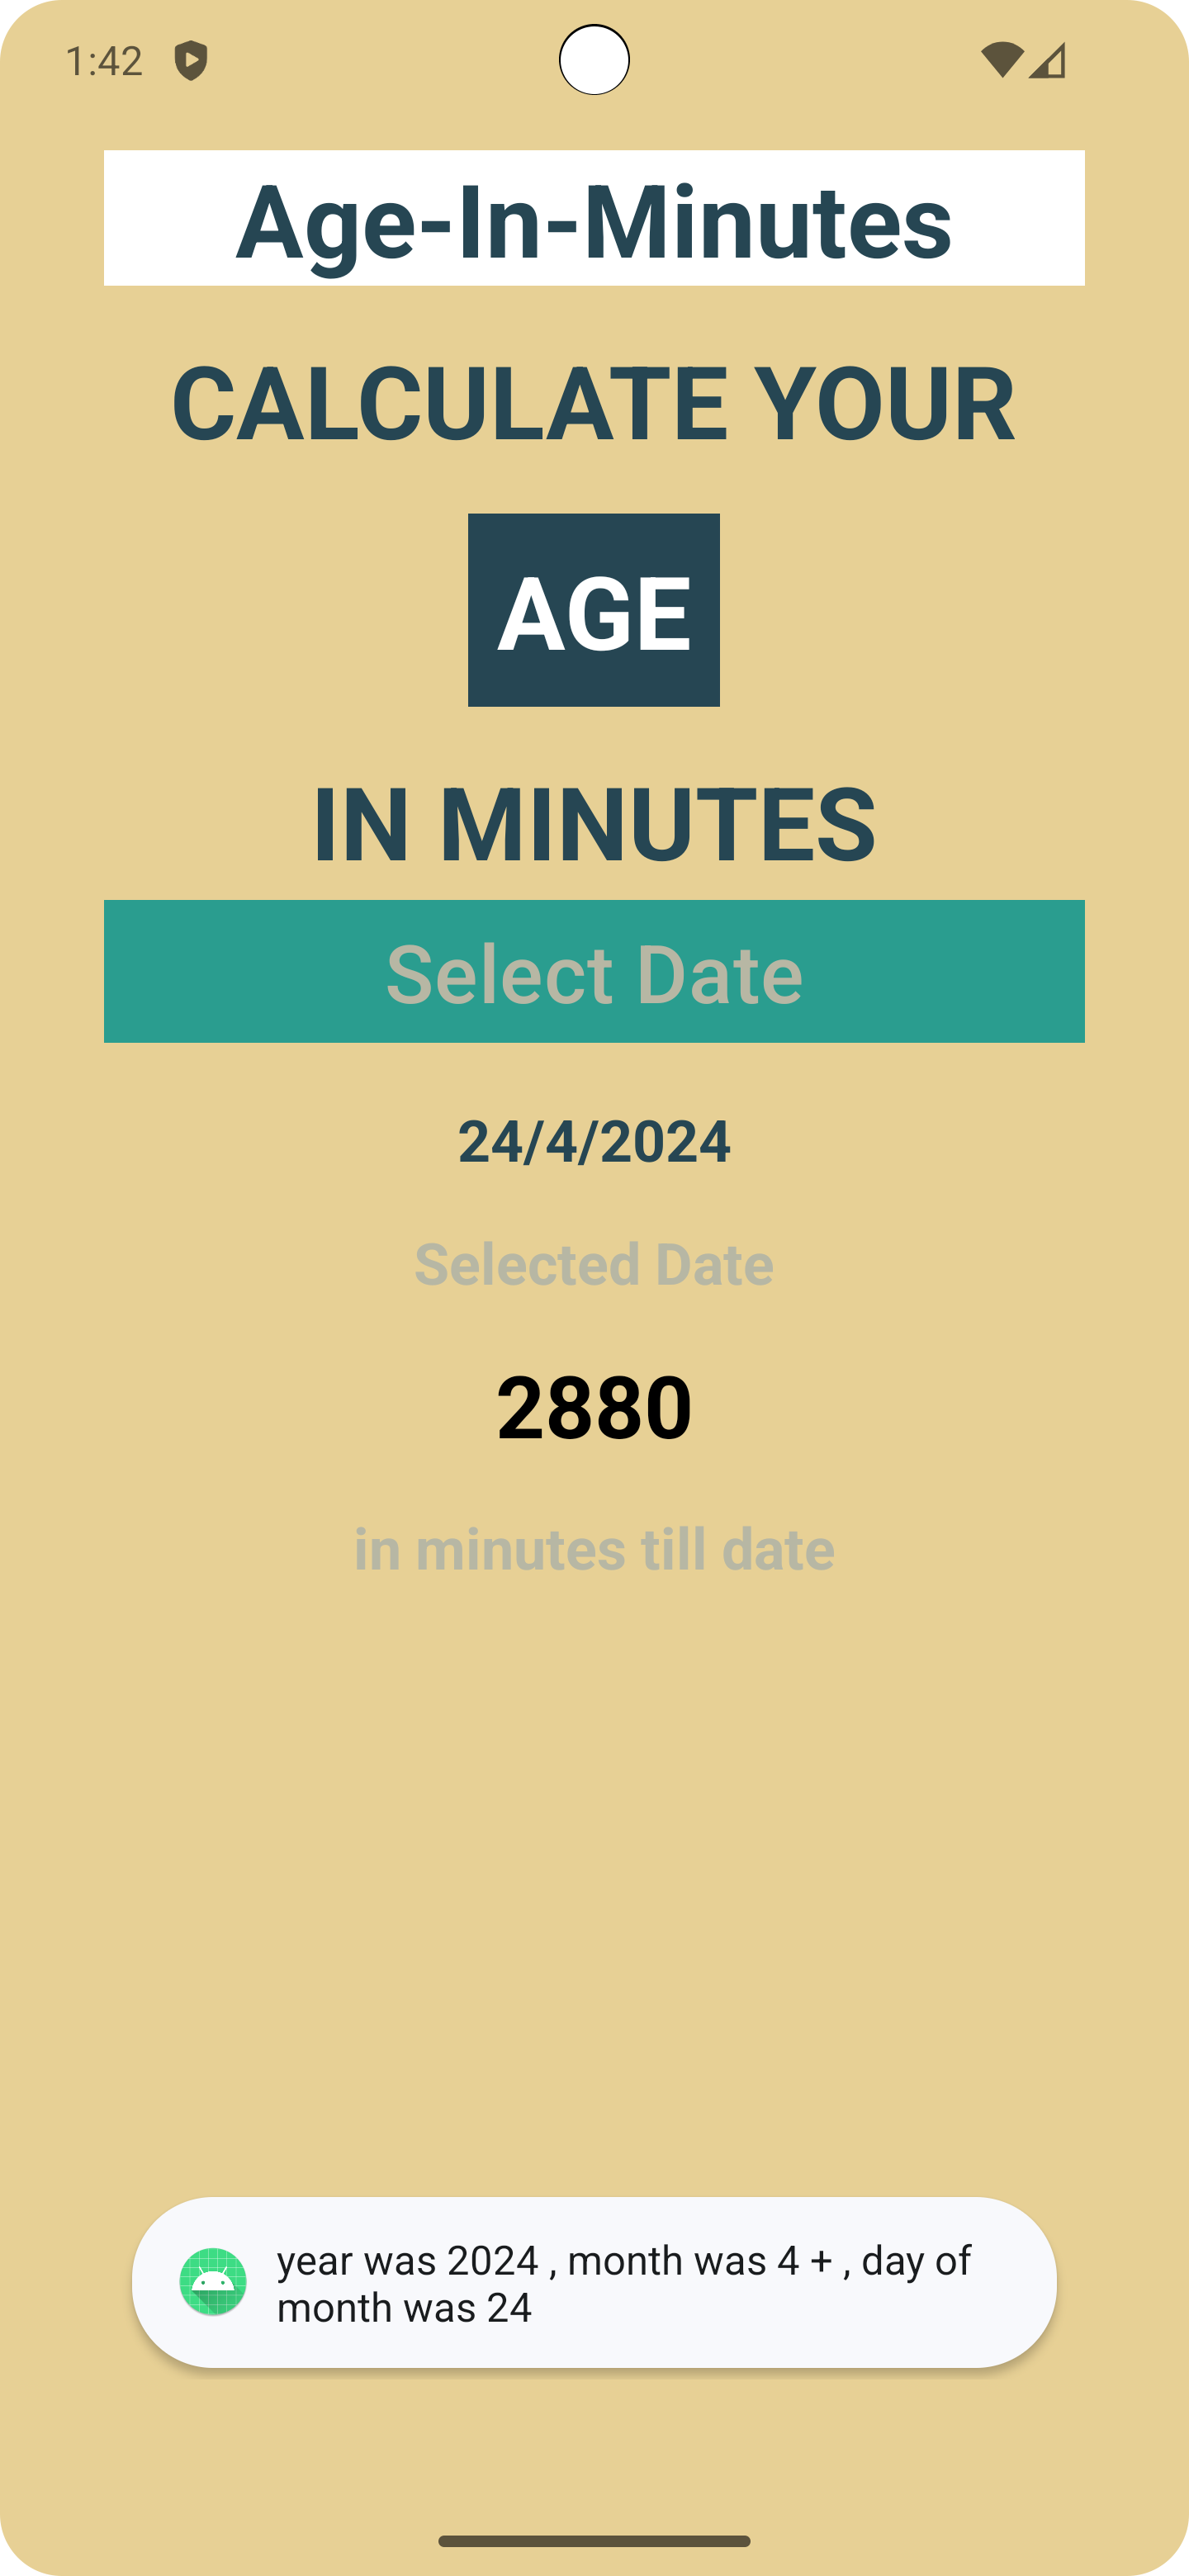 1:42
Age-In-Minutes
CALCULATE YOUR
AGE
IN MINUTES
Select Date
24/4/2024
Selected Date
2880
in minutes till date
year was 2024 , month was 4 + , day of
month was 24